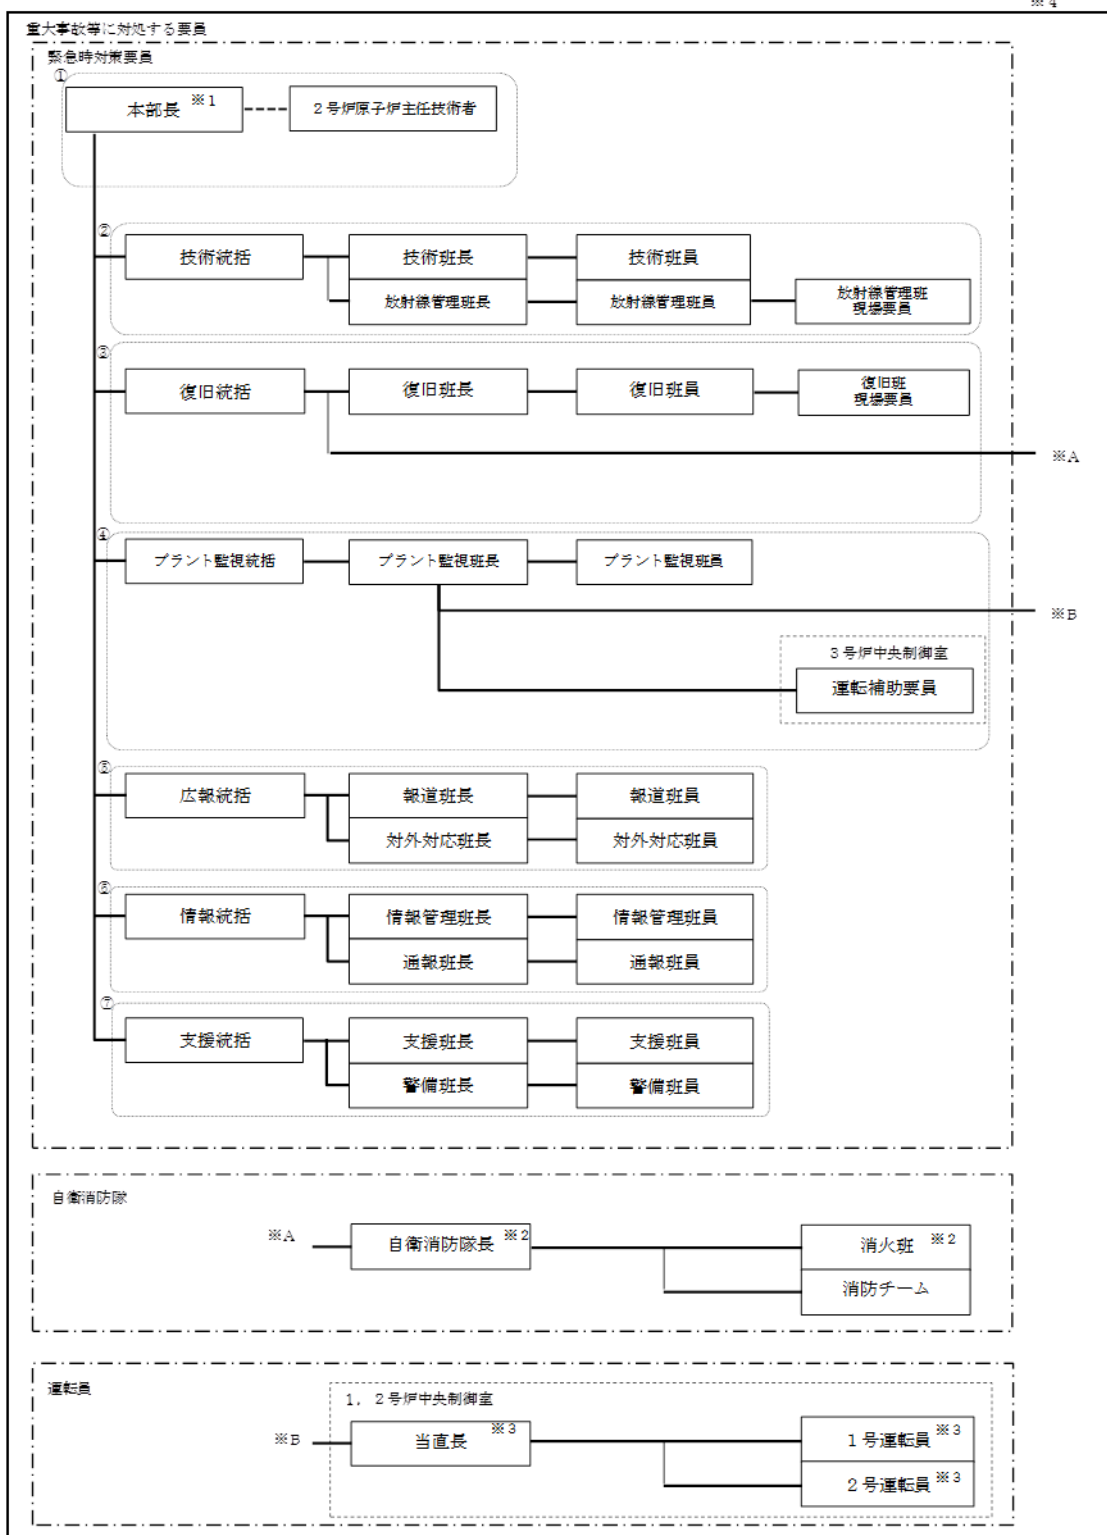 ※4
重大事故等に対処する要員
緊急時対策要員
①
本部長 ※1
2号炉原子炉主任技術者
②
技術統括
技術班長
技術班員
放射線管理班長
放射線管理班員
放射線管理班
現場要員
③
復旧統括
復旧班長
復旧班員
復旧班
現場要員
※A
④
プラント監視統括
プラント監視班長
プラント監視班員
※B
3号炉中央制御室
運転補助要員
⑤
広報統括
報道班長
報道班員
対外対応班長
対外対応班員
⑥
情報統括
情報管理班長
情報管理班員
通報班長
通報班員
⑦
支援統括
支援班長
支援班員
警備班長
警備班員
自衛消防隊
※A
自衛消防隊長 ※2
消火班 ※2
消防チーム
運転員
1,2号炉中央制御室
※B
当直長 ※3
1号運転員 ※3
2号運転員 ※3